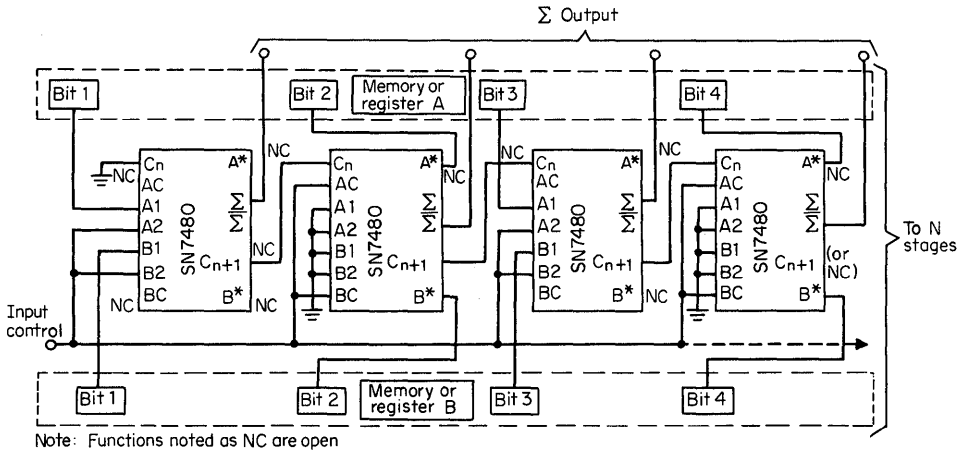 Σ Output
Bit 1
Bit 2
Memory or
register A
Bit 3
Bit 4
NC
NC
NC
NC
NC
NC
Cn
AC
A1
A2
B1
B2
BC
SN7480
A*
Σ
Σ
Cn+1
B*
NC
NC
NC
Cn
AC
A1
A2
B1
B2
BC
SN7480
A*
Σ
Σ
Cn+1
B*
Cn
AC
A1
A2
B1
B2
BC
SN7480
A*
Σ
Σ
Cn+1
B*
NC
NC
Cn
AC
A1
A2
B1
B2
BC
SN7480
A*
Σ
Σ
Cn+1
B*
(or
NC)
To N
stages
Input
control
Bit 1
Bit 2
Memory or
register B
Bit 3
Bit 4
Note: Functions noted as NC are open